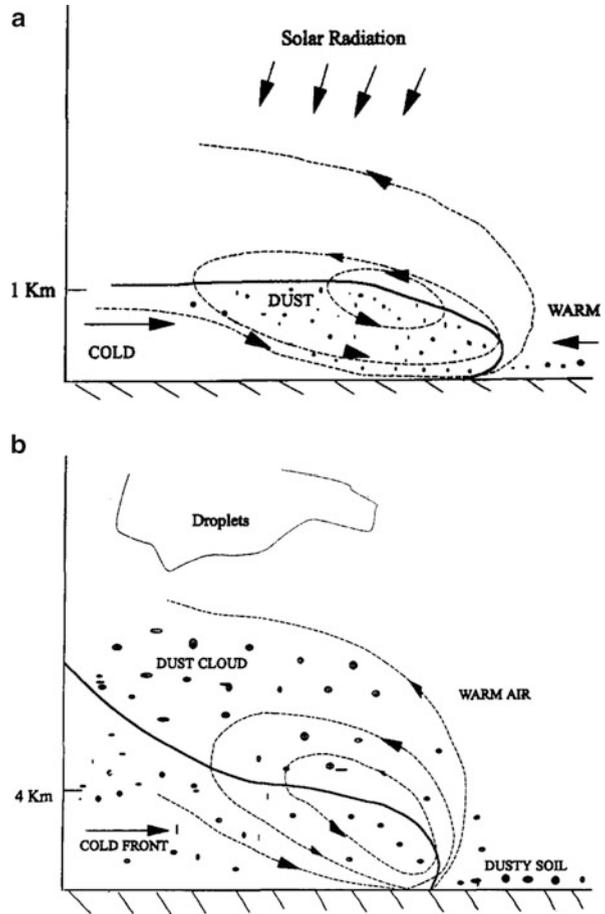 a
Solar Radiation
1 Km
DUST
WARM
COLD
b
Droplets
DUST CLOUD
WARM AIR
4 Km
COLD FRONT
DUSTY SOIL